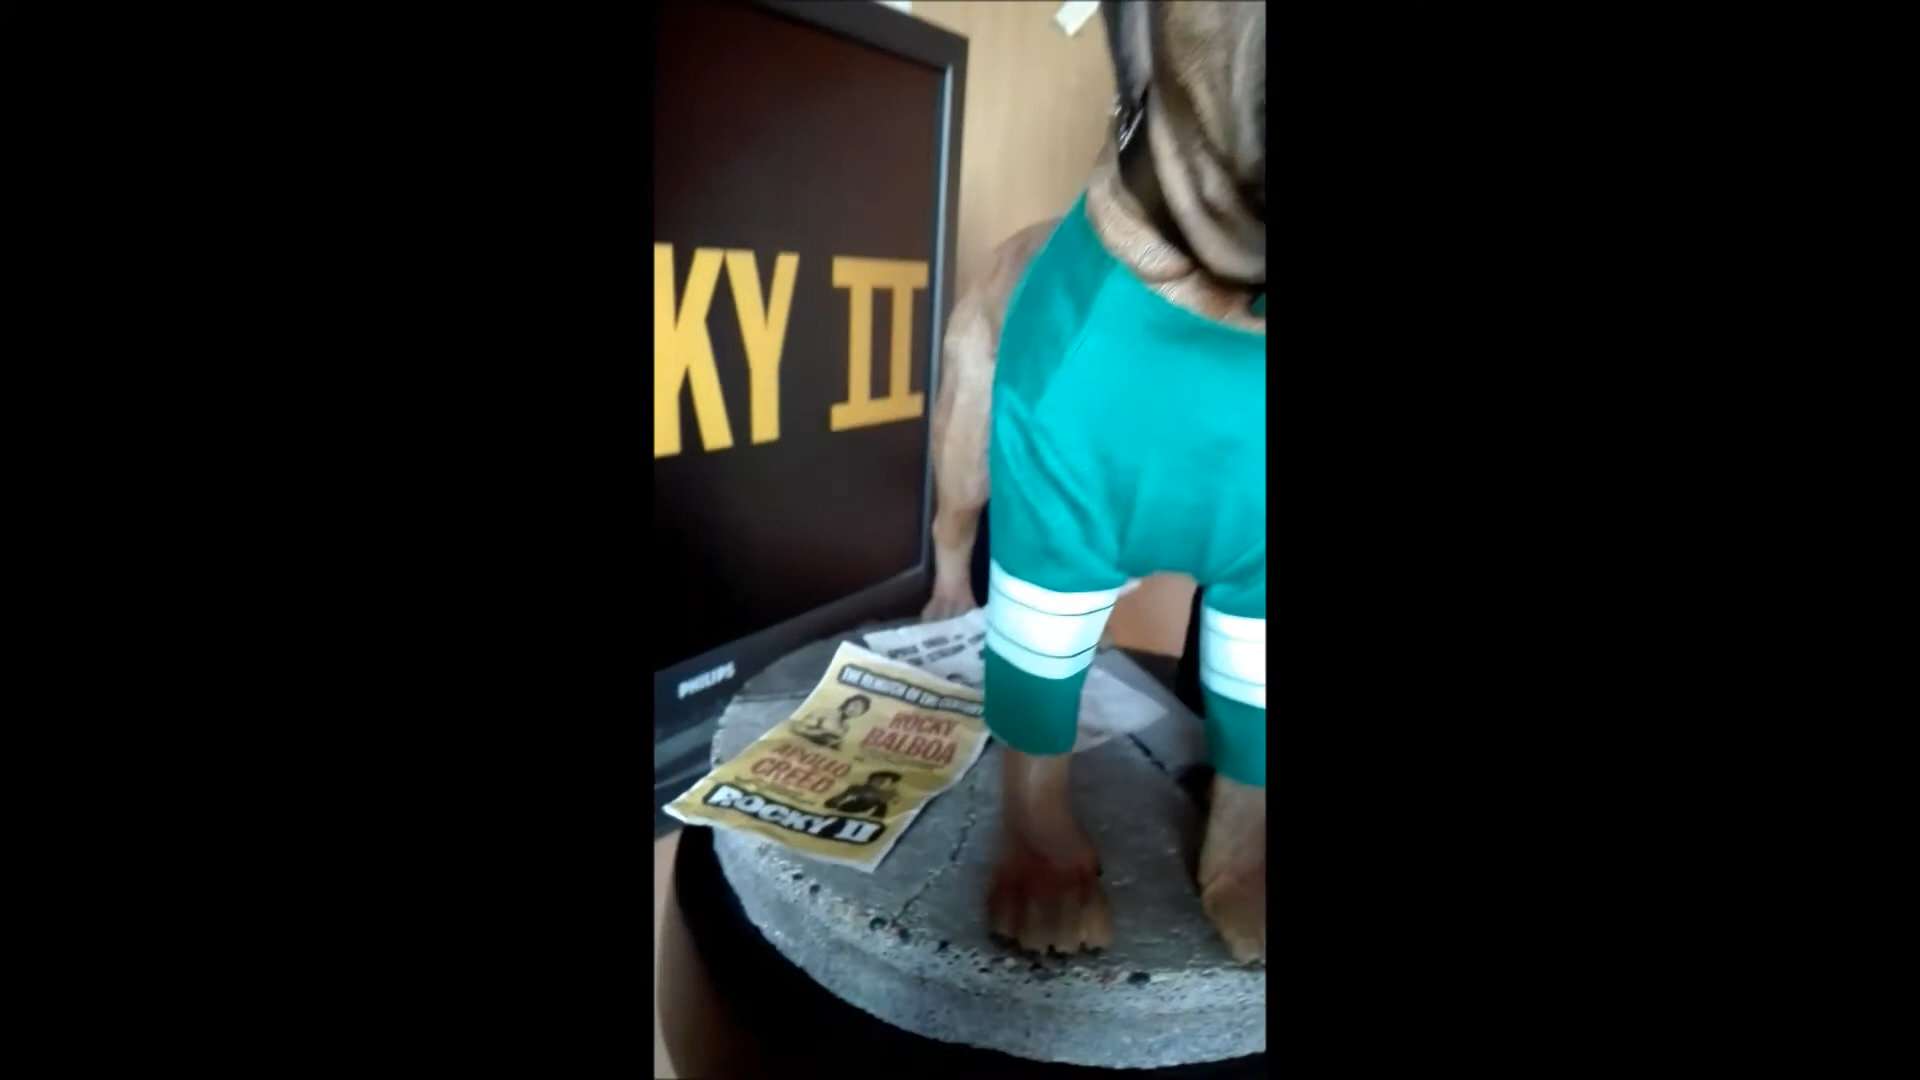 KY II
PHILIPS
THE REMATCH OF THE CENTURY
ROCKY
BALBOA
APOLLO
CREED
ROCKY II